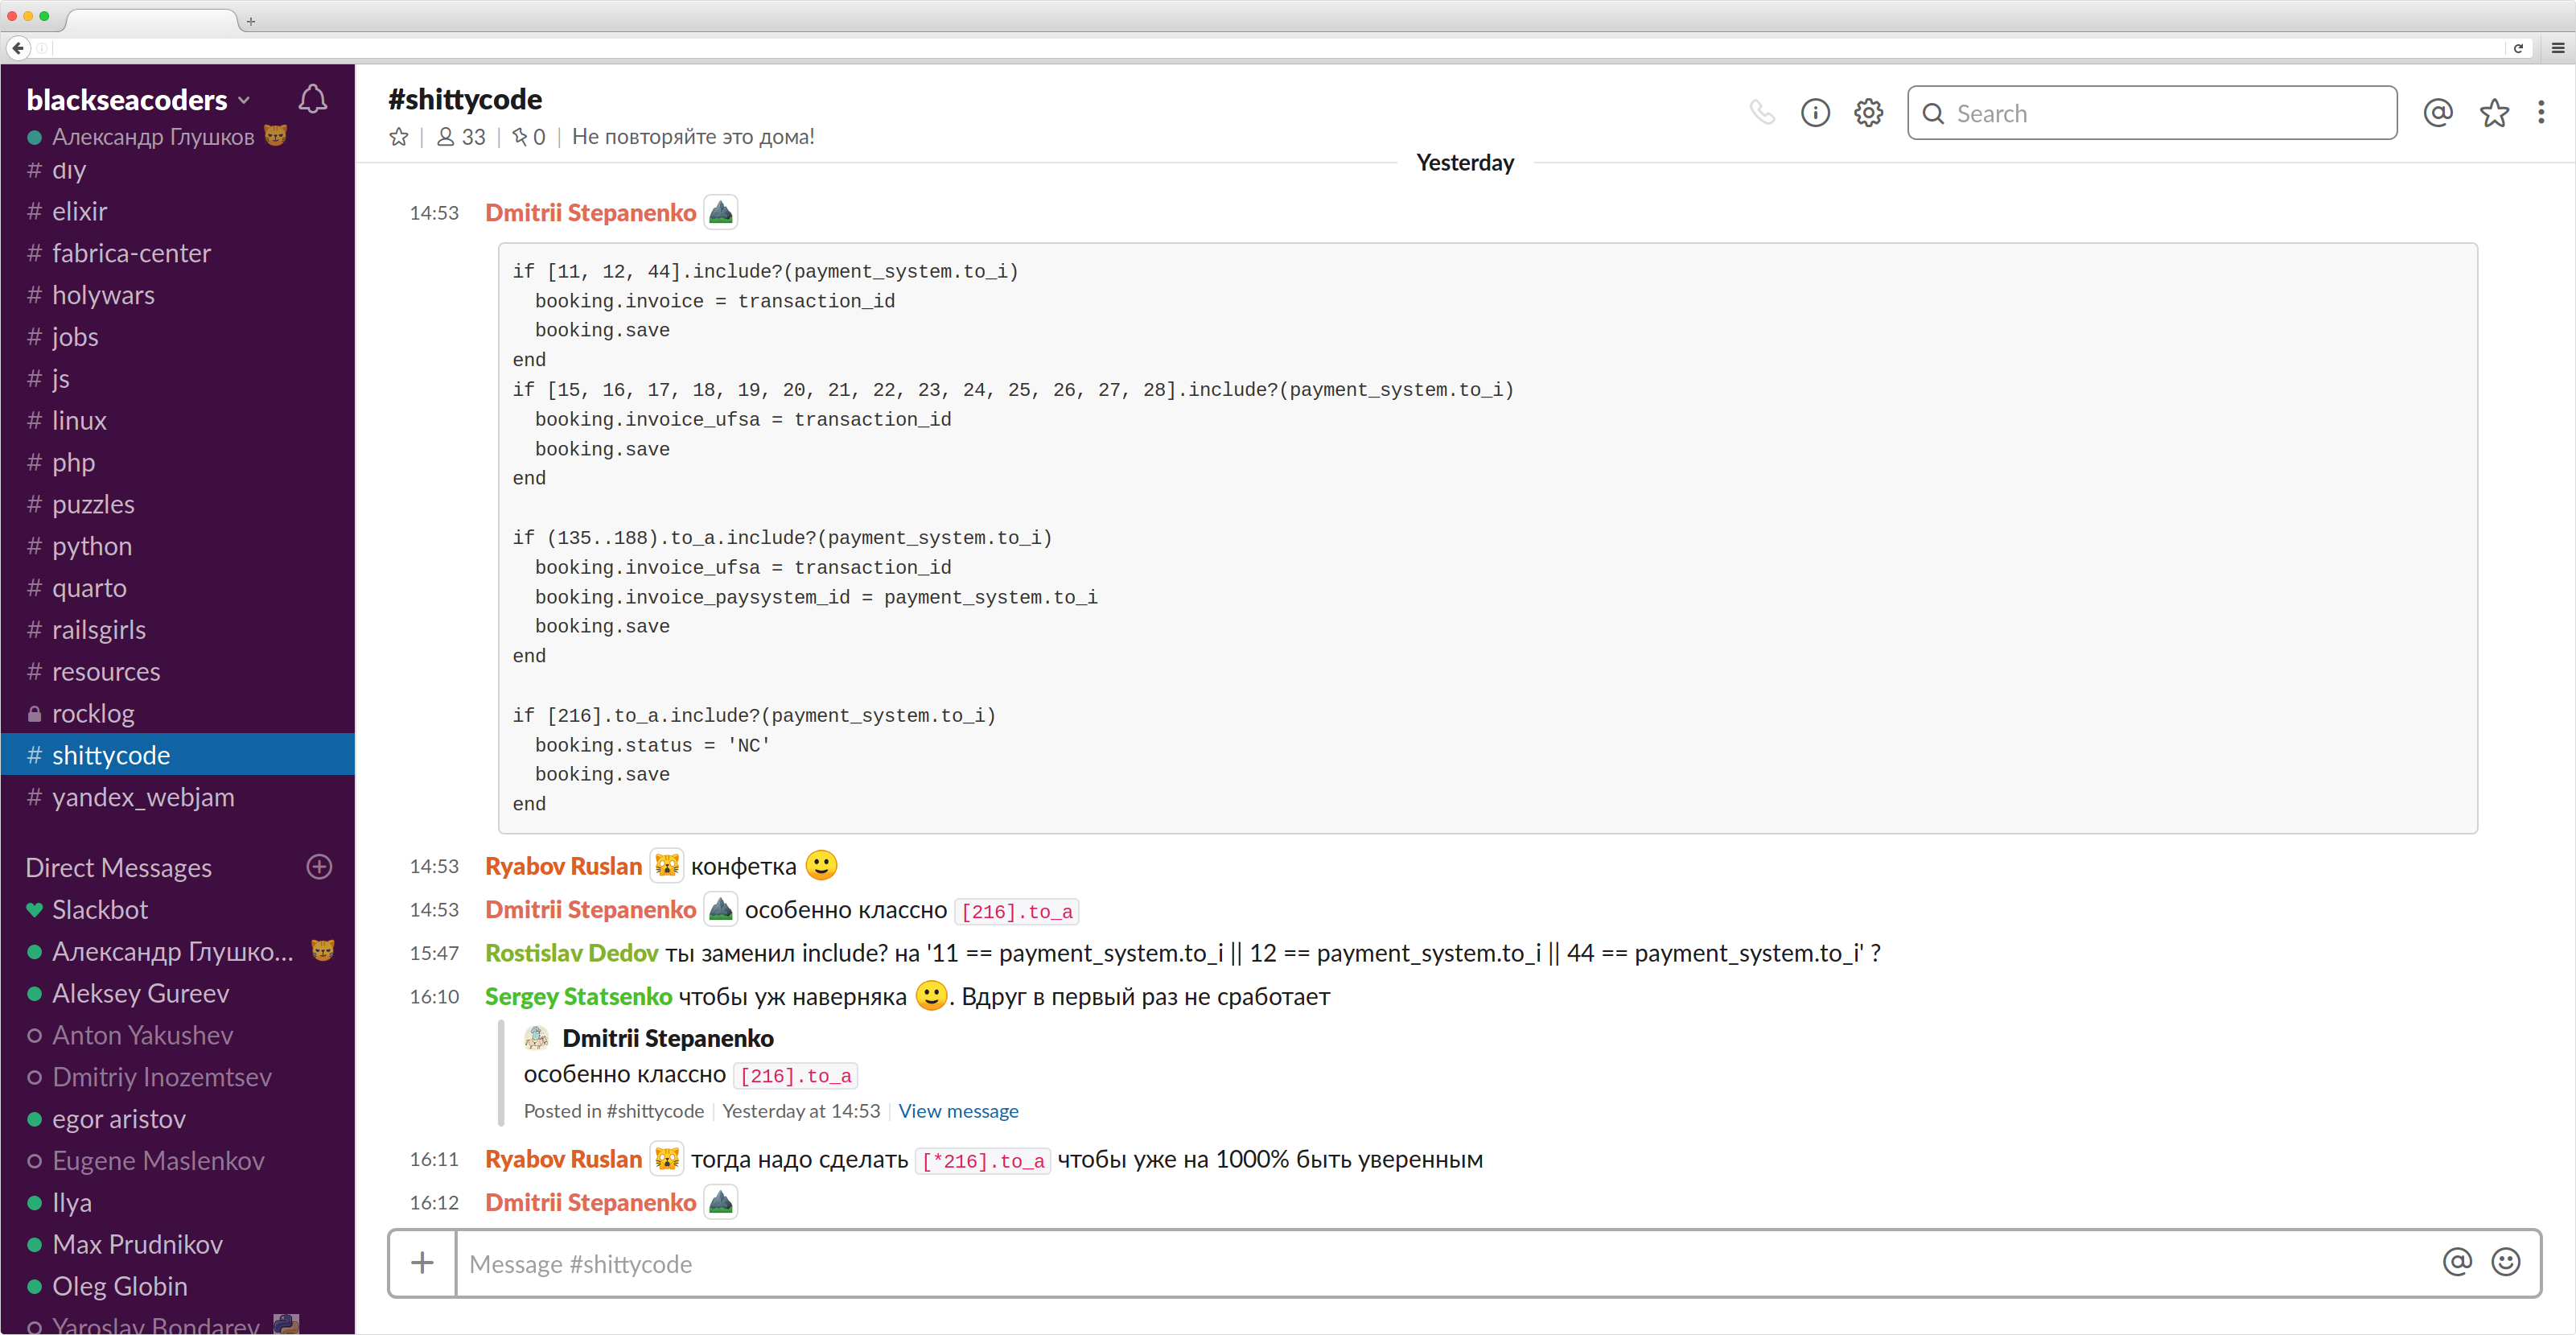 blackseacoders
Александр Глушков
# diy
# elixir
# fabrica-center
# holywars
# jobs
# js
# linux
# php
# puzzles
# python
# quarto
# railsgirls
# resources
rocklog
# shittycode
# yandex_webjam
Direct Messages
Slackbot
Александр Глушко...
Aleksey Gureev
Anton Yakushev
Dmitriy Inozemtsev
egor aristov
Eugene Maslenkov
Ilya
Max Prudnikov
Oleg Globin
Yaroslav Bondarev
#shittycode
33 | 0 | Не повторяйте это дома!
Search
Yesterday
14:53 Dmitrii Stepanenko
if [11, 12, 44].include?(payment_system.to_i)
  booking.invoice = transaction_id
  booking.save
end
if [15, 16, 17, 18, 19, 20, 21, 22, 23, 24, 25, 26, 27, 28].include?(payment_system.to_i)
  booking.invoice_ufsa = transaction_id
  booking.save
end
if (135..188).to_a.include?(payment_system.to_i)
  booking.invoice_ufsa = transaction_id
  booking.invoice_paysystem_id = payment_system.to_i
  booking.save
end
if [216].to_a.include?(payment_system.to_i)
  booking.status = 'NC'
  booking.save
end
14:53 Ryabov Ruslan конфетка
14:53 Dmitrii Stepanenko особенно классно [216].to_a
15:47 Rostislav Dedov ты заменил include? на '11 == payment_system.to_i || 12 == payment_system.to_i || 44 == payment_system.to_i' ?
16:10 Sergey Statsenko чтобы уж наверняка . Вдруг в первый раз не сработает
Dmitrii Stepanenko
особенно классно [216].to_a
Posted in #shittycode | Yesterday at 14:53 | View message
16:11 Ryabov Ruslan тогда надо сделать [*216].to_a чтобы уже на 1000% быть уверенным
16:12 Dmitrii Stepanenko
Message #shittycode